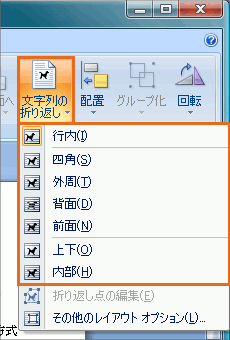 面へ
文字列の
折り返し
配置
グループ化
回転
行内(I)
四角(S)
外周(T)
背面(D)
前面(N)
上下(O)
内部(H)
折り返し点の編集(E)
その他のレイアウト オプション(L)...